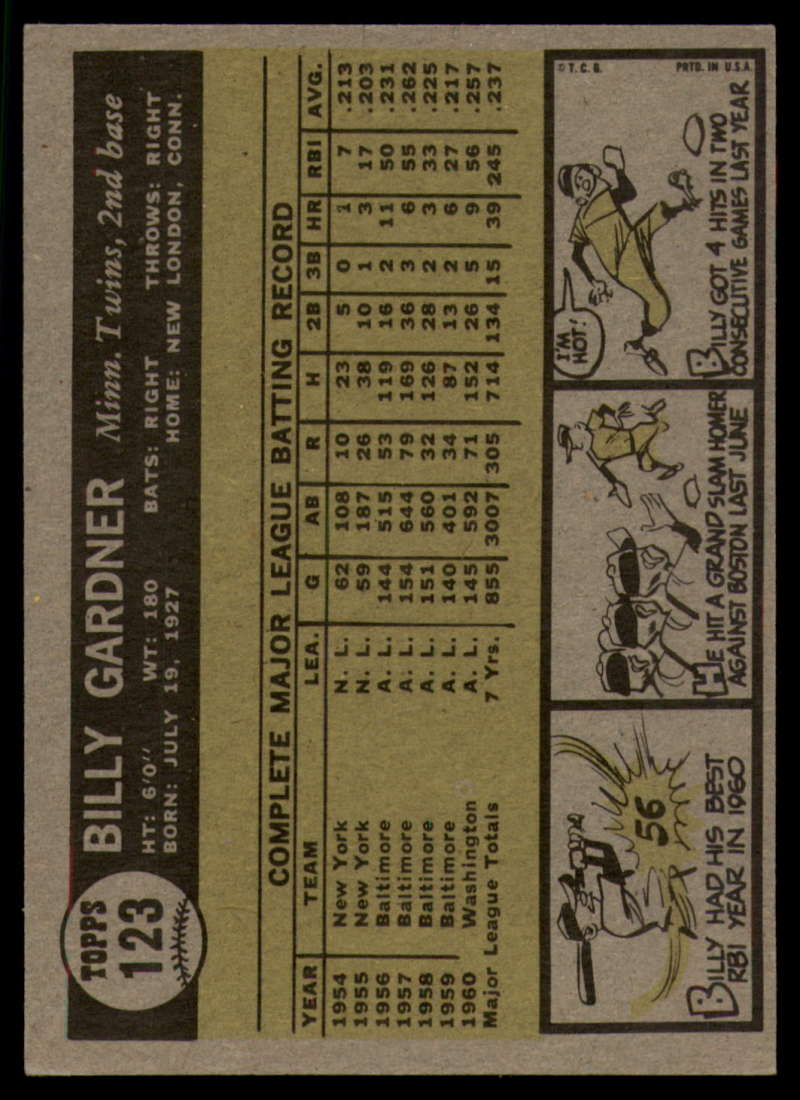 TOPPS
123
BILLY GARDNER Minn. Twins, 2nd base
HT: 6'0" WT: 180 BATS: RIGHT THROWS: RIGHT
BORN: JULY 19, 1927 HOME: NEW LONDON, CONN.
COMPLETE MAJOR LEAGUE BATTING RECORD
YEAR TEAM LEA. G AB R H 2B 3B HR RBI AVG.
1954 New York N. L. 62 108 10 23 5 0 1 7 .213
1955 New York N. L. 59 187 26 38 10 1 3 17 .203
1956 Baltimore A. L. 144 515 53 119 16 2 11 50 .231
1957 Baltimore A. L. 154 644 79 169 36 3 6 55 .262
1958 Baltimore A. L. 151 560 32 126 28 2 3 33 .225
1959 Baltimore A. L. 140 401 34 87 13 2 6 27 .217
1960 Washington A. L. 145 592 71 152 26 5 9 56 .257
Major League Totals 7 Yrs. 855 3007 305 714 134 15 39 245 .237
56
BILLY HAD HIS BEST
RBI YEAR IN 1960
HE HIT A GRAND SLAM HOMER
AGAINST BOSTON LAST JUNE
© T.C.G. PRTD. IN U.S.A.
I'M
HOT!
BILLY GOT 4 HITS IN TWO
CONSECUTIVE GAMES LAST YEAR